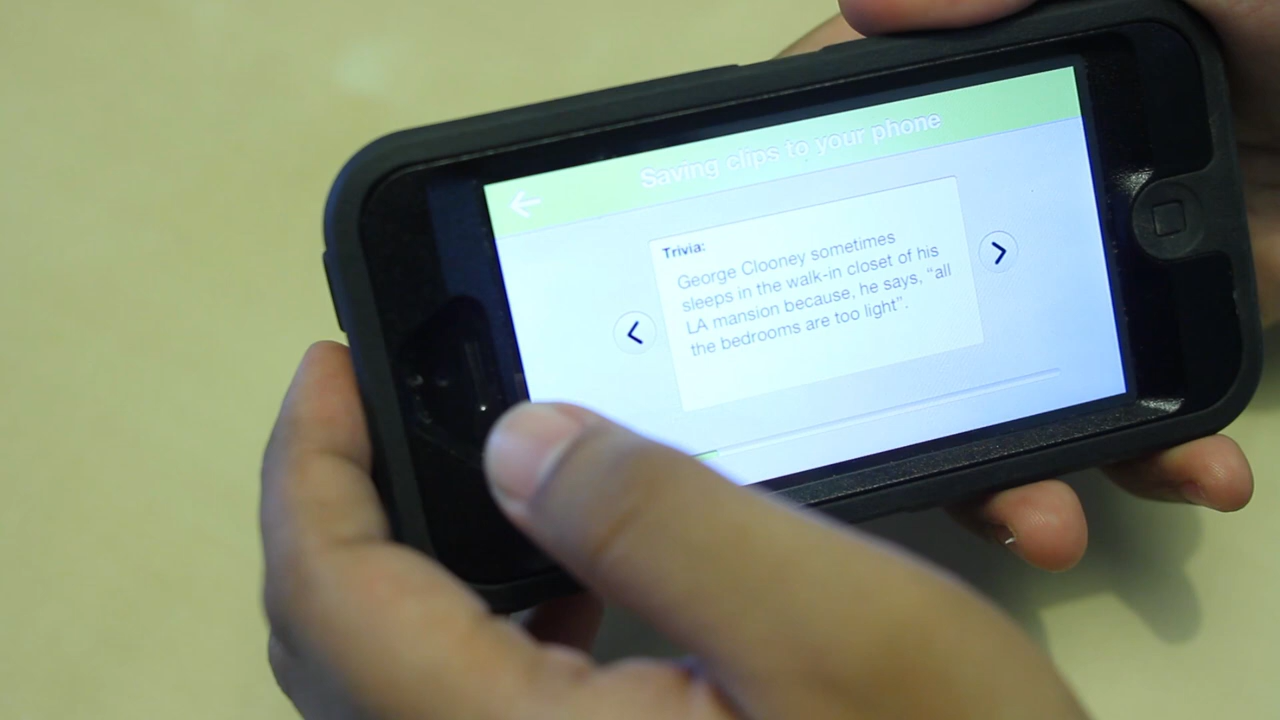 Saving clips to your phone
Trivia:
George Clooney sometimes
sleeps in the walk-in closet of his
LA mansion because, he says, “all
the bedrooms are too light”.